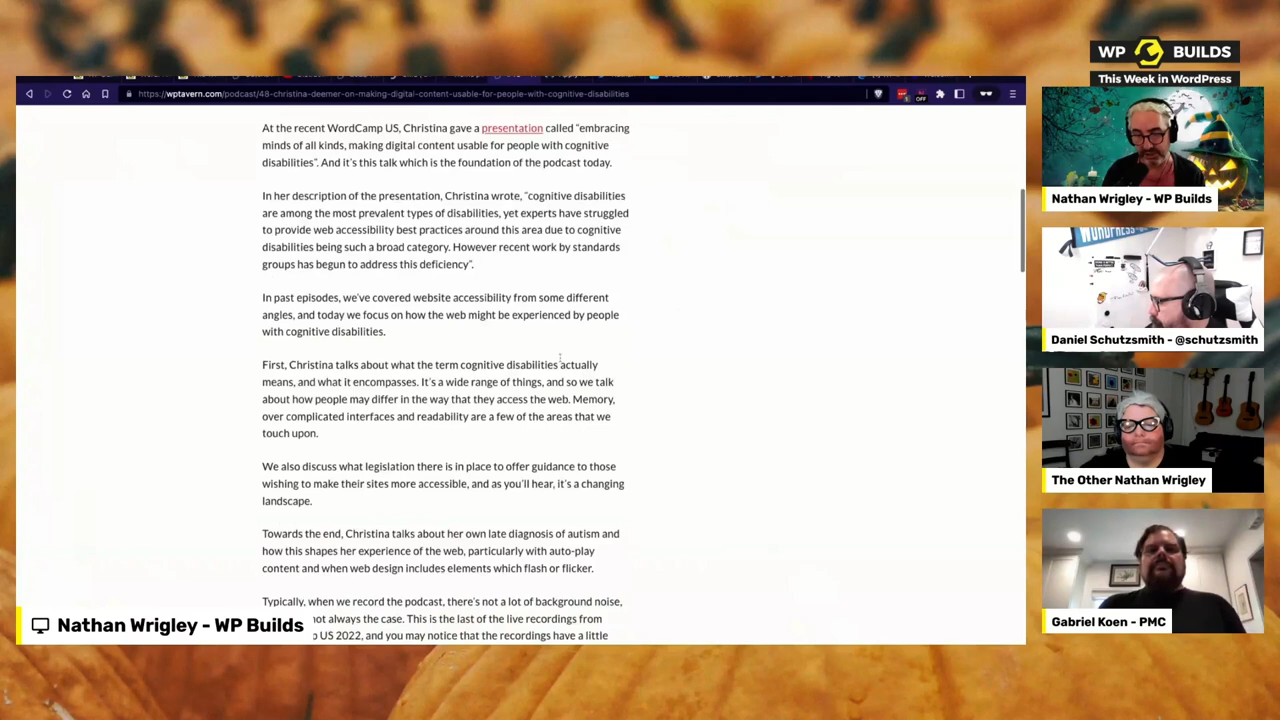 WP BUILDS
This Week in WordPress
https://wptavern.com/podcast/48-christina-deemer-on-making-digital-content-usable-for-people-with-cognitive-disabilities
OFF
At the recent WordCamp US, Christina gave a presentation called “embracing
minds of all kinds, making digital content usable for people with cognitive
disabilities”. And it’s this talk which is the foundation of the podcast today.
In her description of the presentation, Christina wrote, “cognitive disabilities
are among the most prevalent types of disabilities, yet experts have struggled
to provide web accessibility best practices around this area due to cognitive
disabilities being such a broad category. However recent work by standards
groups has begun to address this deficiency”.
In past episodes, we’ve covered website accessibility from some different
angles, and today we focus on how the web might be experienced by people
with cognitive disabilities.
First, Christina talks about what the term cognitive disabilities actually
means, and what it encompasses. It’s a wide range of things, and so we talk
about how people may differ in the way that they access the web. Memory,
over complicated interfaces and readability are a few of the areas that we
touch upon.
We also discuss what legislation there is in place to offer guidance to those
wishing to make their sites more accessible, and as you’ll hear, it’s a changing
landscape.
Towards the end, Christina talks about her own late diagnosis of autism and
how this shapes her experience of the web, particularly with auto-play
content and when web design includes elements which flash or flicker.
Typically, when we record the podcast, there’s not a lot of background noise,
not always the case. This is the last of the live recordings from
US 2022, and you may notice that the recordings have a little
Nathan Wrigley - WP Builds
Nathan Wrigley - WP Builds
Daniel Schutzsmith - @schutzsmith
The Other Nathan Wrigley
Gabriel Koen - PMC